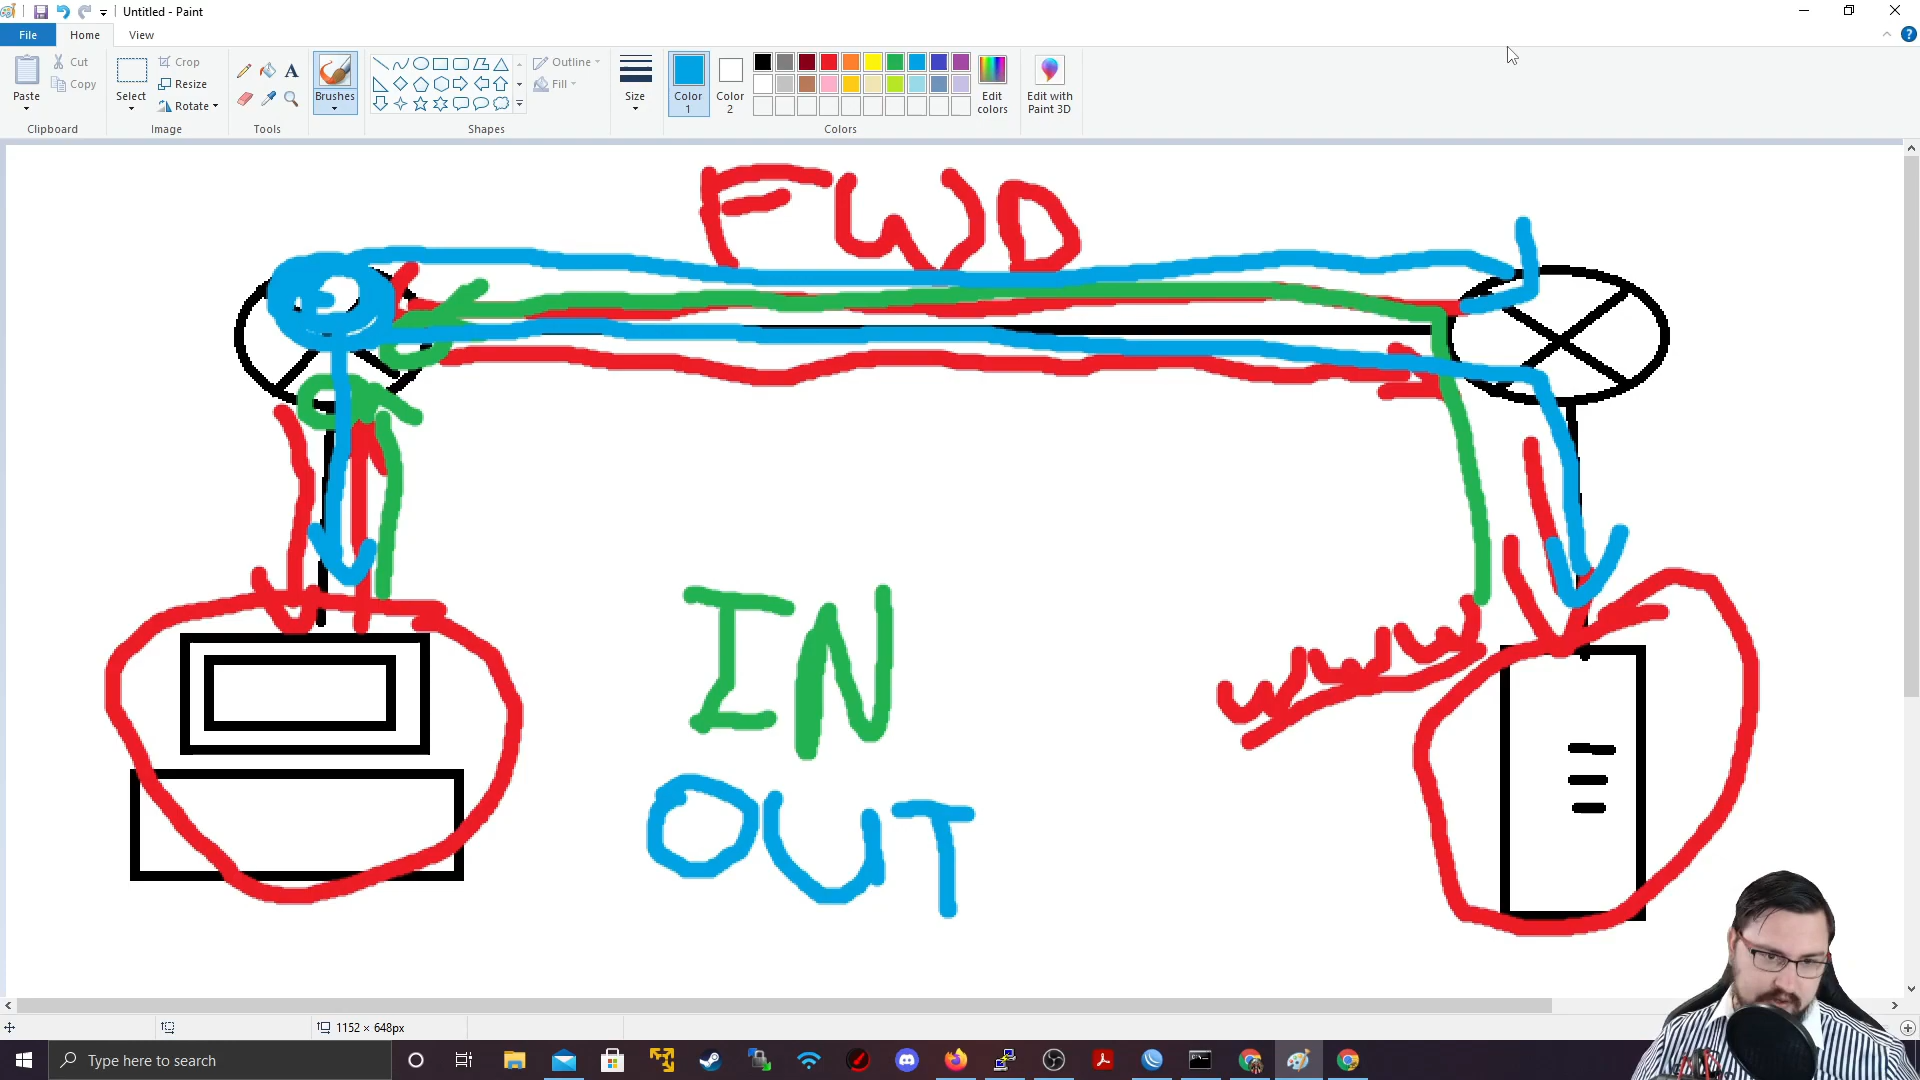 Untitled - Paint
File Home View
Paste
Cut
Copy
Clipboard
Select
Crop
Resize
Rotate
Image
Tools
Brushes
Outline
Fill
Shapes
Size
Color 1
Color 2
Colors
Edit colors
Edit with Paint 3D
FWD
IN
OUT
www
1152 × 648px
Type here to search